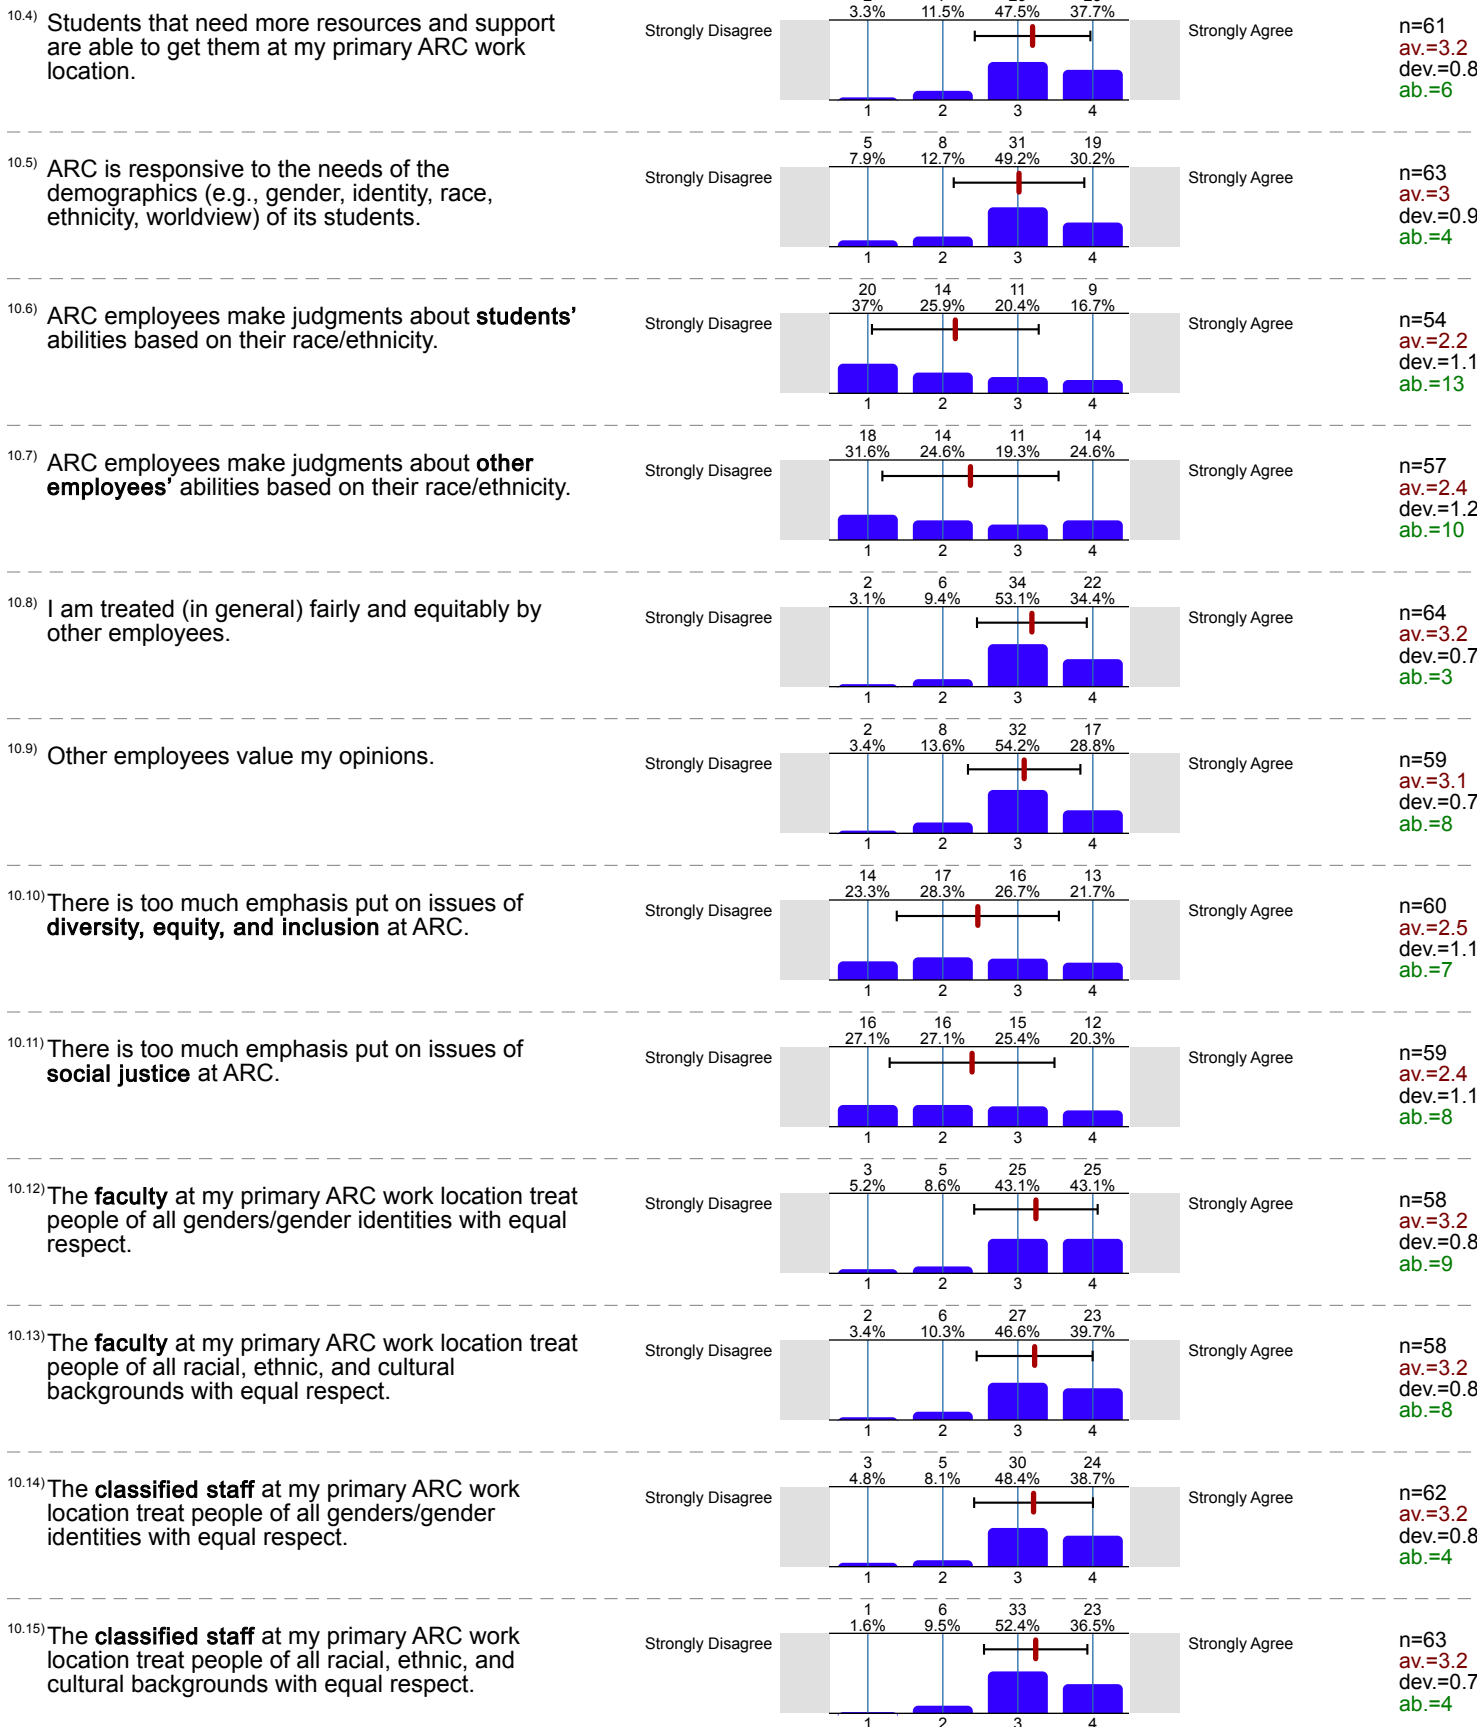 3.3% 11.5% 47.5% 37.7%
10.4) Students that need more resources and support
are able to get them at my primary ARC work
location.
Strongly Disagree Strongly Agree
n=61
av.=3.2
dev.=0.8
ab.=6
1 2 3 4
5 8 31 19
7.9% 12.7% 49.2% 30.2%
10.5) ARC is responsive to the needs of the
demographics (e.g., gender, identity, race,
ethnicity, worldview) of its students.
Strongly Disagree Strongly Agree
n=63
av.=3
dev.=0.9
ab.=4
1 2 3 4
20 14 11 9
37% 25.9% 20.4% 16.7%
10.6) ARC employees make judgments about students’
abilities based on their race/ethnicity.
Strongly Disagree Strongly Agree
n=54
av.=2.2
dev.=1.1
ab.=13
1 2 3 4
18 14 11 14
31.6% 24.6% 19.3% 24.6%
10.7) ARC employees make judgments about other
employees’ abilities based on their race/ethnicity.
Strongly Disagree Strongly Agree
n=57
av.=2.4
dev.=1.2
ab.=10
1 2 3 4
2 6 34 22
3.1% 9.4% 53.1% 34.4%
10.8) I am treated (in general) fairly and equitably by
other employees.
Strongly Disagree Strongly Agree
n=64
av.=3.2
dev.=0.7
ab.=3
1 2 3 4
2 8 32 17
3.4% 13.6% 54.2% 28.8%
10.9) Other employees value my opinions.
Strongly Disagree Strongly Agree
n=59
av.=3.1
dev.=0.7
ab.=8
1 2 3 4
14 17 16 13
23.3% 28.3% 26.7% 21.7%
10.10) There is too much emphasis put on issues of
diversity, equity, and inclusion at ARC.
Strongly Disagree Strongly Agree
n=60
av.=2.5
dev.=1.1
ab.=7
1 2 3 4
16 16 15 12
27.1% 27.1% 25.4% 20.3%
10.11) There is too much emphasis put on issues of
social justice at ARC.
Strongly Disagree Strongly Agree
n=59
av.=2.4
dev.=1.1
ab.=8
1 2 3 4
3 5 25 25
5.2% 8.6% 43.1% 43.1%
10.12) The faculty at my primary ARC work location treat
people of all genders/gender identities with equal
respect.
Strongly Disagree Strongly Agree
n=58
av.=3.2
dev.=0.8
ab.=9
1 2 3 4
2 6 27 23
3.4% 10.3% 46.6% 39.7%
10.13) The faculty at my primary ARC work location treat
people of all racial, ethnic, and cultural
backgrounds with equal respect.
Strongly Disagree Strongly Agree
n=58
av.=3.2
dev.=0.8
ab.=8
1 2 3 4
3 5 30 24
4.8% 8.1% 48.4% 38.7%
10.14) The classified staff at my primary ARC work
location treat people of all genders/gender
identities with equal respect.
Strongly Disagree Strongly Agree
n=62
av.=3.2
dev.=0.8
ab.=4
1 2 3 4
1 6 33 23
1.6% 9.5% 52.4% 36.5%
10.15) The classified staff at my primary ARC work
location treat people of all racial, ethnic, and
cultural backgrounds with equal respect.
Strongly Disagree Strongly Agree
n=63
av.=3.2
dev.=0.7
ab.=4
1 2 3 4